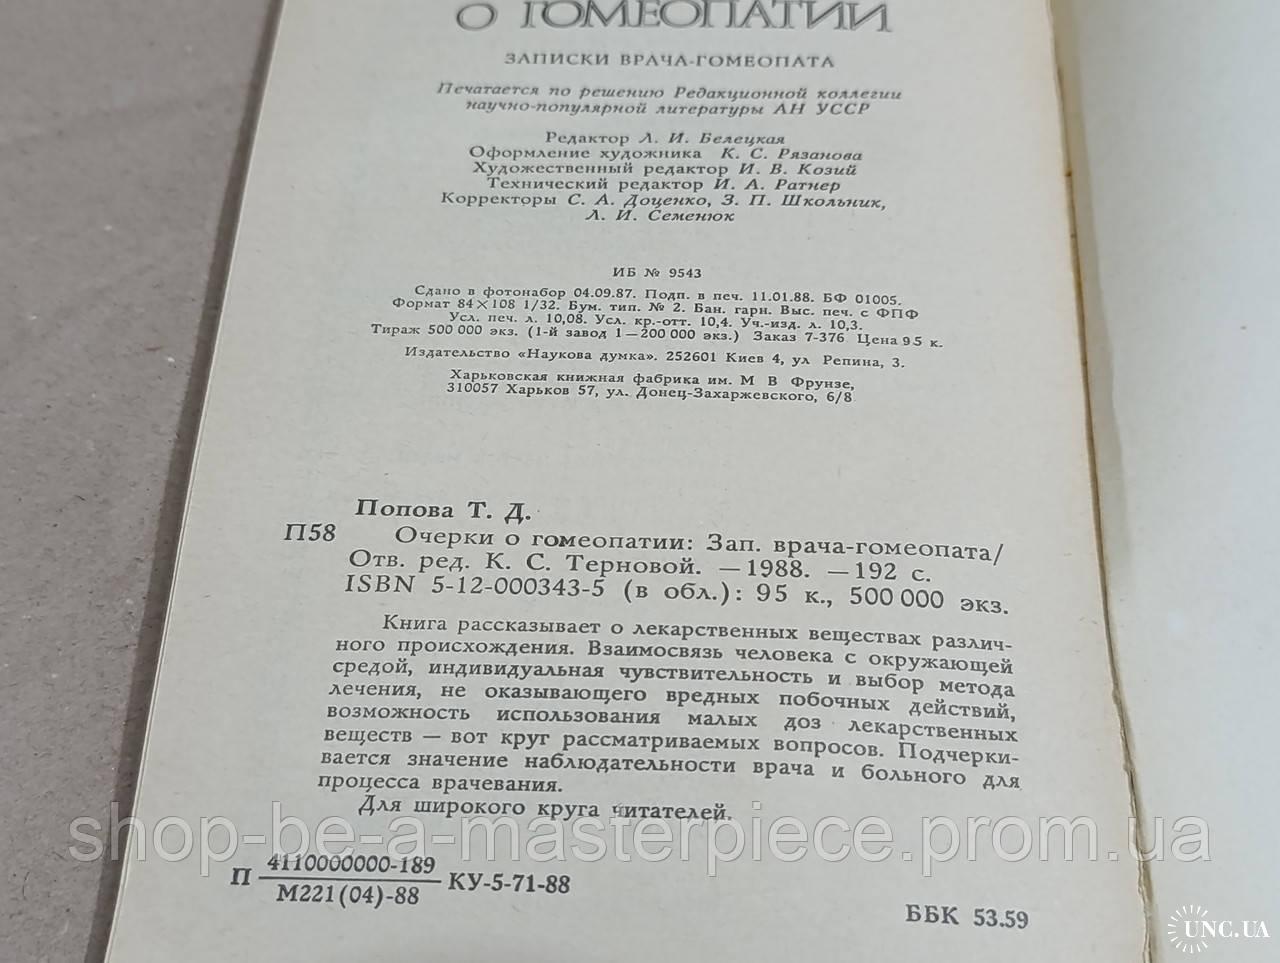 О ГОМЕОПАТИИ
ЗАПИСКИ ВРАЧА-ГОМЕОПАТА
Печатается по решению Редакционной коллегии
научно-популярной литературы АН УССР
Редактор Л. И. Белецкая
Оформление художника К. С. Рязанова
Художественный редактор И. В. Козий
Технический редактор И. А. Ратнер
Корректоры С. А. Доценко, З. П. Школьник,
Л. И. Семенюк
ИБ № 9543
Сдано в фотонабор 04.09.87. Подп. в печ. 11.01.88. БФ 01005.
Формат 84×108 1/32. Бум. тип. № 2. Бан. гарн. Выс. печ. с ФПФ
Усл. печ. л. 10,08. Усл. кр.-отт. 10,4. Уч.-изд. л. 10,3.
Тираж 500 000 экз. (1-й завод 1—200 000 экз.) Заказ 7-376 Цена 95 к.
Издательство «Наукова думка». 252601 Киев 4, ул Репина, 3.
Харьковская книжная фабрика им. М В Фрунзе,
310057 Харьков 57, ул. Донец-Захаржевского, 6/8
Попова Т. Д.
П58 Очерки о гомеопатии: Зап. врача-гомеопата/
Отв. ред. К. С. Терновой. —1988. —192 с.
ISBN 5-12-000343-5 (в обл.): 95 к., 500 000 экз.
Книга рассказывает о лекарственных веществах различ-
ного происхождения. Взаимосвязь человека с окружающей
средой, индивидуальная чувствительность и выбор метода
лечения, не оказывающего вредных побочных действий,
возможность использования малых доз лекарственных
веществ — вот круг рассматриваемых вопросов. Подчерки-
вается значение наблюдательности врача и больного для
процесса врачевания.
Для широкого круга читателей.
shop-be-a-masterpiece.prom.ua
П 4110000000-189
М221(04)-88 КУ-5-71-88
ББК 53.59
UNC.UA